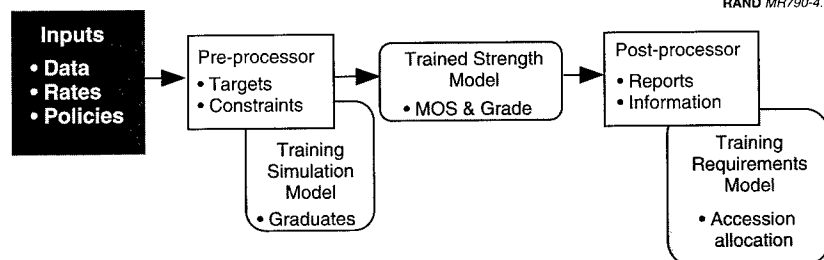 RAND MR790-4.
Inputs
• Data
• Rates
• Policies
Pre-processor
• Targets
• Constraints
Training
Simulation
Model
• Graduates
Trained Strength
Model
• MOS & Grade
Post-processor
• Reports
• Information
Training
Requirements
Model
• Accession
allocation